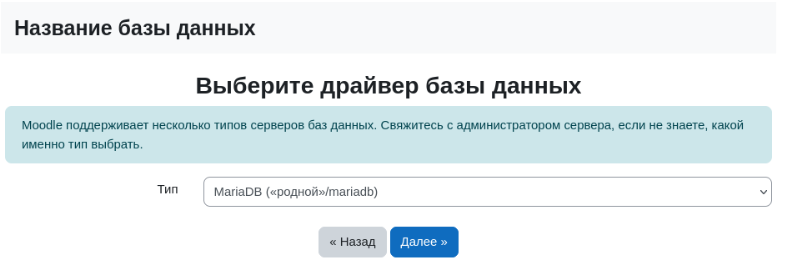 Название базы данных
Выберите драйвер базы данных
Moodle поддерживает несколько типов серверов баз данных. Свяжитесь с администратором сервера, если не знаете, какой
именно тип выбрать.
Тип
MariaDB («родной»/mariadb)
« Назад
Далее »